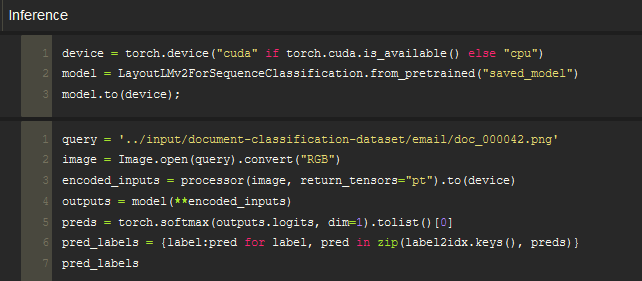 Inference
1 device = torch.device("cuda" if torch.cuda.is_available() else "cpu")
2 model = LayoutLMv2ForSequenceClassification.from_pretrained("saved_model")
3 model.to(device);
1 query = '../input/document-classification-dataset/email/doc_000042.png'
2 image = Image.open(query).convert("RGB")
3 encoded_inputs = processor(image, return_tensors="pt").to(device)
4 outputs = model(**encoded_inputs)
5 preds = torch.softmax(outputs.logits, dim=1).tolist()[0]
6 pred_labels = {label:pred for label, pred in zip(label2idx.keys(), preds)}
7 pred_labels